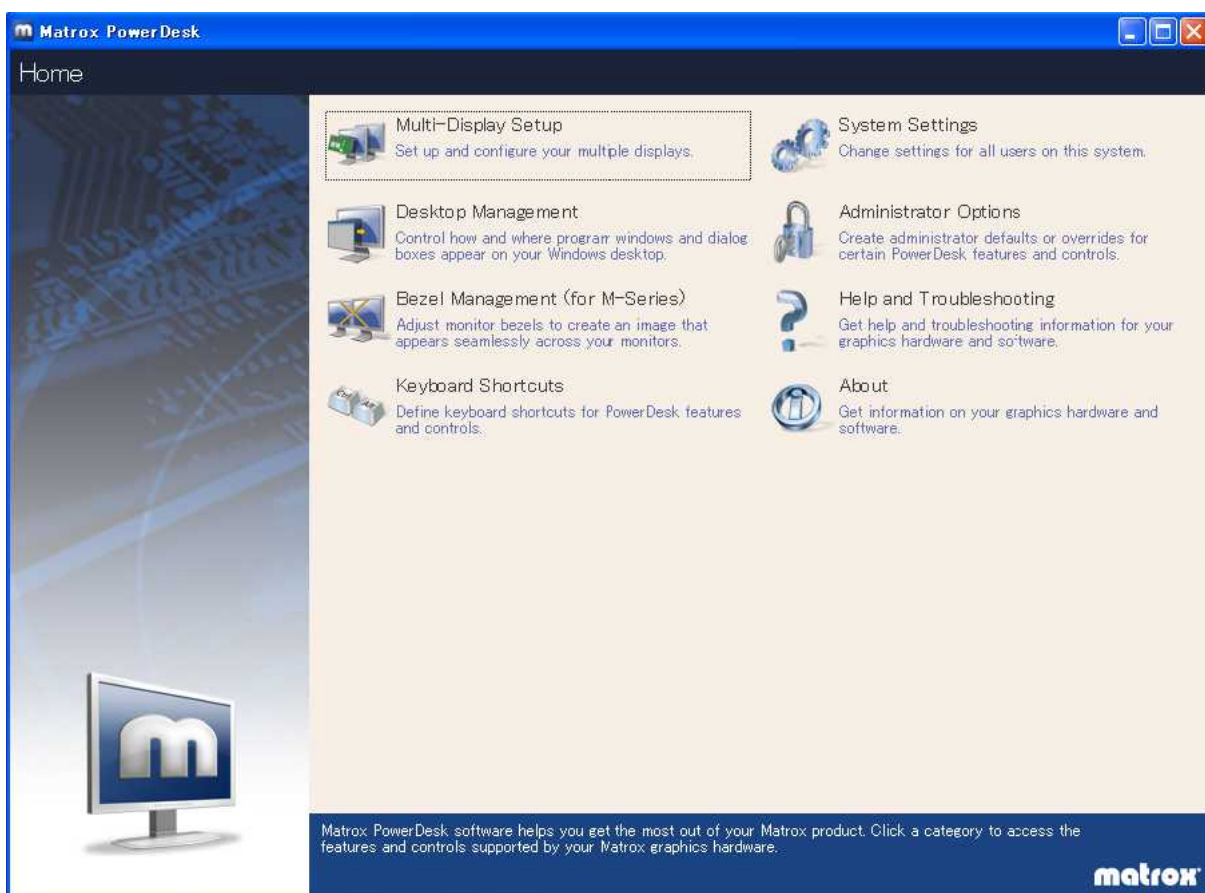 Matrox PowerDesk
Home
Multi-Display Setup
Set up and configure your multiple displays.
Desktop Management
Control how and where program windows and dialog
boxes appear on your Windows desktop.
Bezel Management (for M-Series)
Adjust monitor bezels to create an image that
appears seamlessly across your monitors.
Keyboard Shortcuts
Define keyboard shortcuts for PowerDesk features
and controls.
System Settings
Change settings for all users on this system.
Administrator Options
Create administrator defaults or overrides for
certain PowerDesk features and controls.
Help and Troubleshooting
Get help and troubleshooting information for your
graphics hardware and software.
About
Get information on your graphics hardware and
software.
Ctrl
Alt
m
Matrox PowerDesk software helps you get the most out of your Matrox product. Click a category to access the
features and controls supported by your Matrox graphics hardware.
matrox